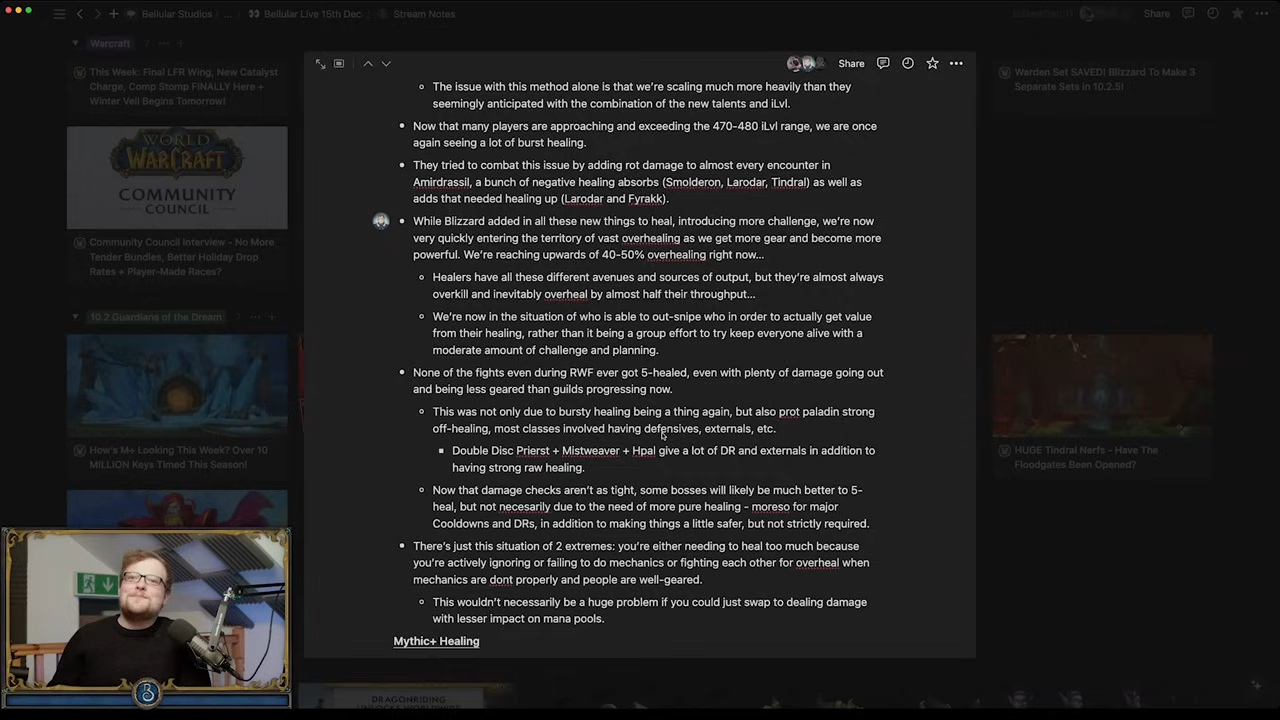 Bellular Studios / ... 👀 Bellular Live 15th Dec Stream Notes
Share
Warcraft 7
This Week: Final LFR Wing, New Catalyst
Charge, Comp Stomp FINALLY Here +
Winter Veil Begins Tomorrow!
WORLD
WARCRAFT
COMMUNITY
COUNCIL
Community Council Interview - No More
Tender Bundles, Better Holiday Drop
Rates + Player-Made Races?
10.2 Guardians of the Dream
How's M+ Looking This Week? Over 10
MILLION Keys Timed This Season!
Share
The issue with this method alone is that we're scaling much more heavily than they
seemingly anticipated with the combination of the new talents and iLvl.
Now that many players are approaching and exceeding the 470-480 iLvl range, we are once
again seeing a lot of burst healing.
They tried to combat this issue by adding rot damage to almost every encounter in
Amirdrassil, a bunch of negative healing absorbs (Smolderon, Larodar, Tindral) as well as
adds that needed healing up (Larodar and Fyrakk).
While Blizzard added in all these new things to heal, introducing more challenge, we're now
very quickly entering the territory of vast overhealing as we get more gear and become more
powerful. We're reaching upwards of 40-50% overhealing right now...
Healers have all these different avenues and sources of output, but they're almost always
overkill and inevitably overheal by almost half their throughput...
We're now in the situation of who is able to out-snipe who in order to actually get value
from their healing, rather than it being a group effort to try keep everyone alive with a
moderate amount of challenge and planning.
None of the fights even during RWF ever got 5-healed, even with plenty of damage going out
and being less geared than guilds progressing now.
This was not only due to bursty healing being a thing again, but also prot paladin strong
off-healing, most classes involved having defensives, externals, etc.
Double Disc Prierst + Mistweaver + Hpal give a lot of DR and externals in addition to
having strong raw healing.
Now that damage checks aren't as tight, some bosses will likely be much better to 5-
heal, but not necesarily due to the need of more pure healing - moreso for major
Cooldowns and DRs, in addition to making things a little safer, but not strictly required.
There's just this situation of 2 extremes: you're either needing to heal too much because
you're actively ignoring or failing to do mechanics or fighting each other for overheal when
mechanics are dont properly and people are well-geared.
This wouldn't necessarily be a huge problem if you could just swap to dealing damage
with lesser impact on mana pools.
Mythic+ Healing
Warden Set SAVED! Blizzard To Make 3
Separate Sets in 10.2.5!
HUGE Tindral Nerfs - Have The
Floodgates Been Opened?
DRAGONRIDING